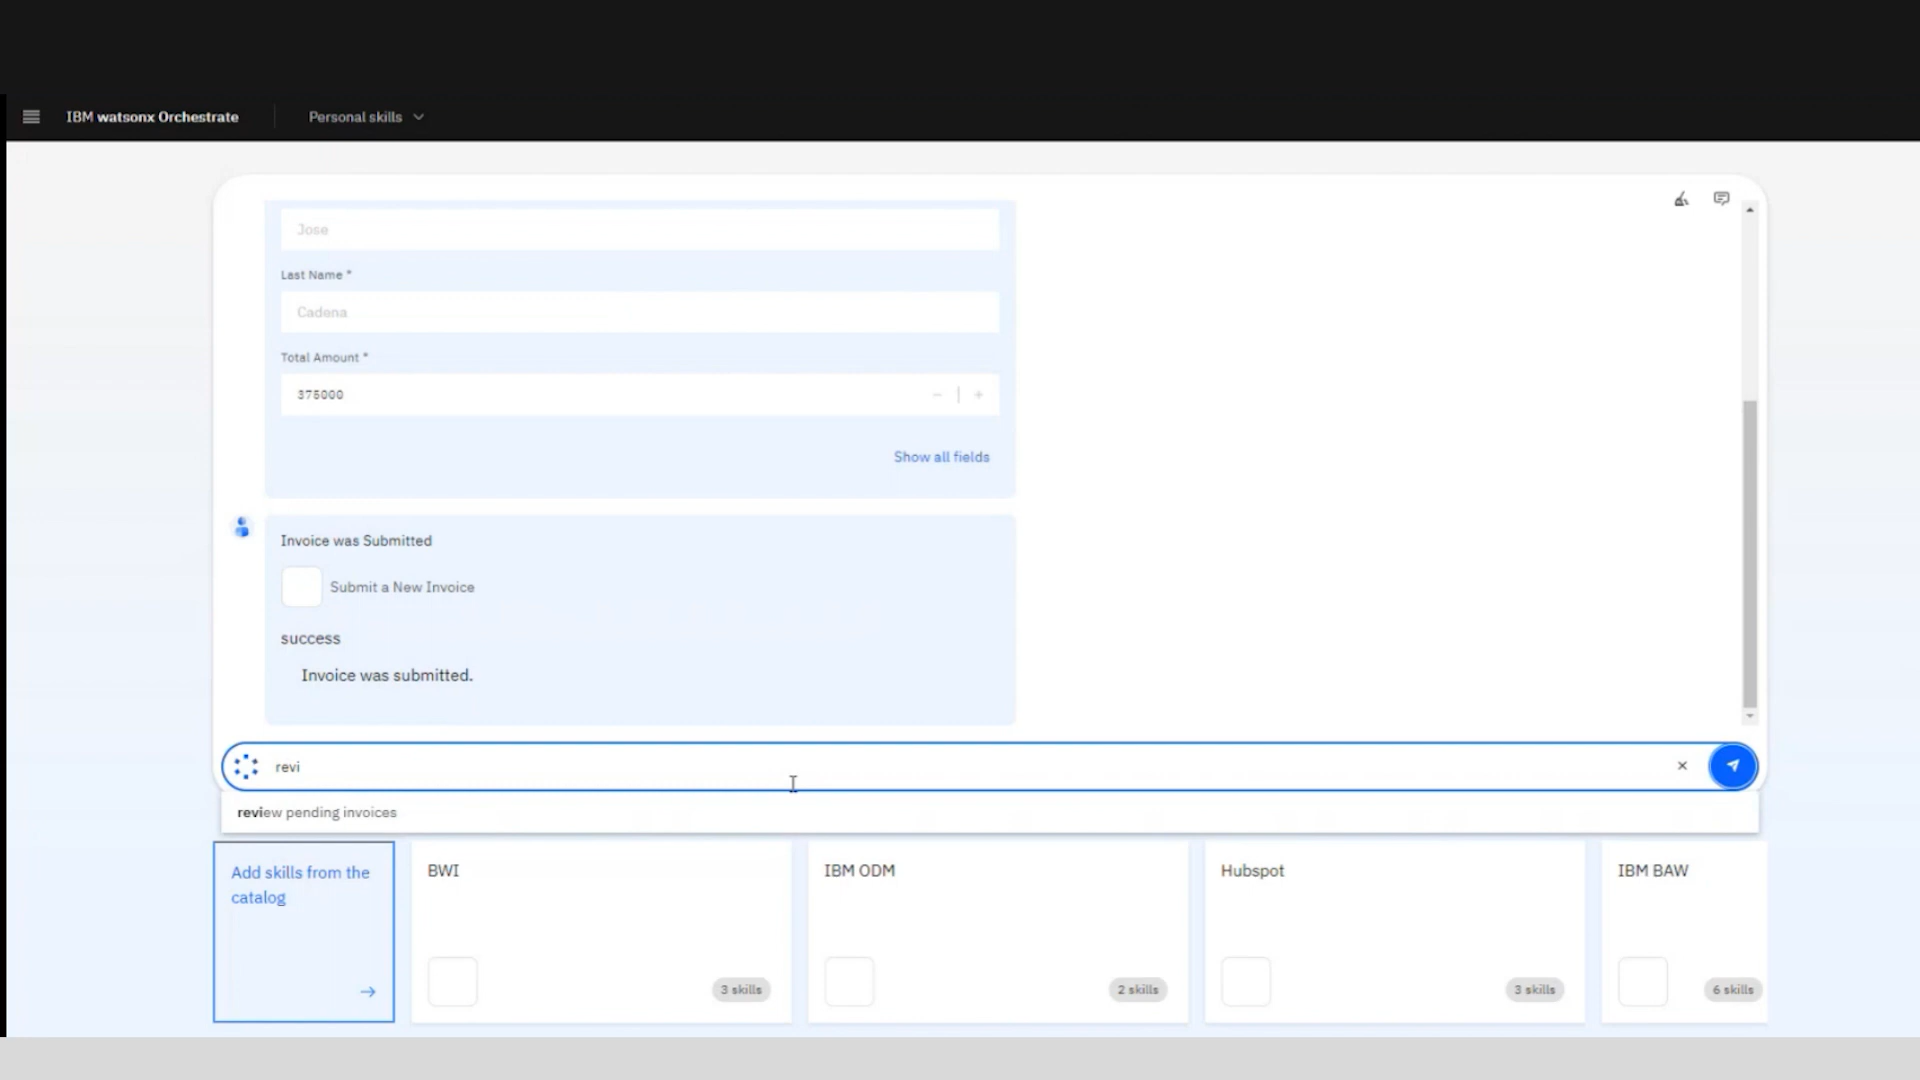 IBM watsonx Orchestrate
Personal skills
Jose
Last Name *
Cadena
Total Amount *
375000
Show all fields
Invoice was Submitted
Submit a New Invoice
success
Invoice was submitted.
revi
review pending invoices
Add skills from the
catalog
BWI
3 skills
IBM ODM
2 skills
Hubspot
3 skills
IBM BAW
6 skills